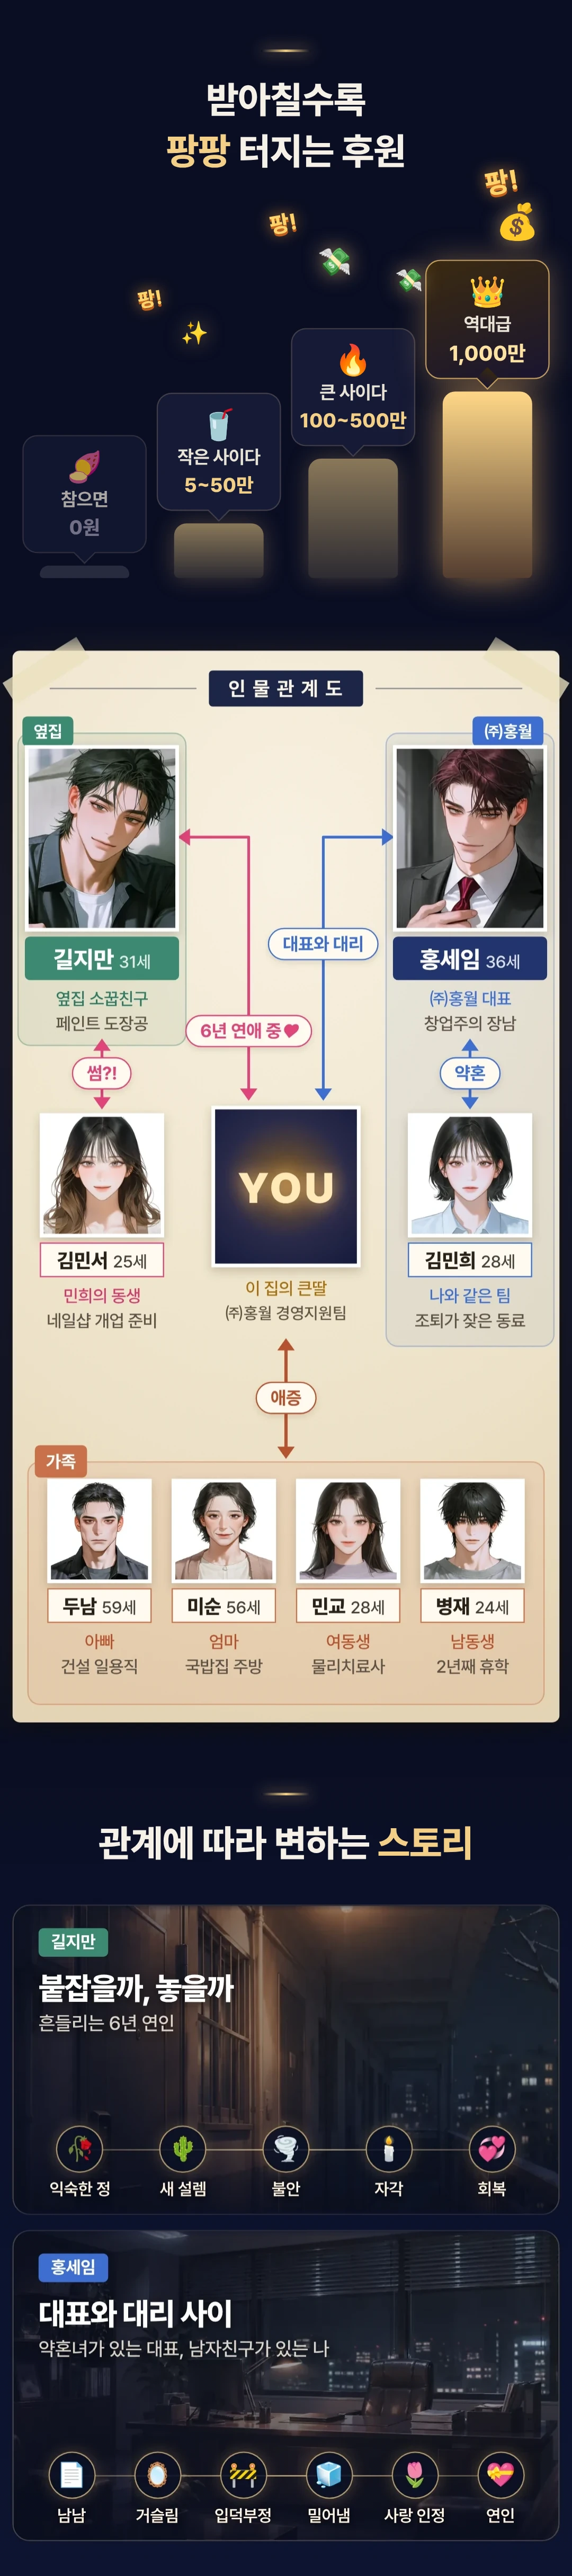 받아칠수록
팡팡 터지는 후원
팡!
팡!
팡!
역대급
1,000만
큰 사이다
100~500만
작은 사이다
5~50만
참으면
0원
인물관계도
옆집
㈜홍월
길지만 31세
옆집 소꿉친구
페인트 도장공
대표와 대리
홍세임 36세
㈜홍월 대표
창업주의 장남
6년 연애 중♥
썸?!
약혼
YOU
김민서 25세
민희의 동생
네일샵 개업 준비
이 집의 큰딸
㈜홍월 경영지원팀
김민희 28세
나와 같은 팀
조퇴가 잦은 동료
애증
가족
두남 59세
아빠
건설 일용직
미순 56세
엄마
국밥집 주방
민교 28세
여동생
물리치료사
병재 24세
남동생
2년째 휴학
관계에 따라 변하는 스토리
길지만
붙잡을까, 놓을까
흔들리는 6년 연인
익숙한 정
새 설렘
불안
자각
회복
홍세임
대표와 대리 사이
약혼녀가 있는 대표, 남자친구가 있는 나
남남
거슬림
입덕부정
밀어냄
사랑 인정
연인